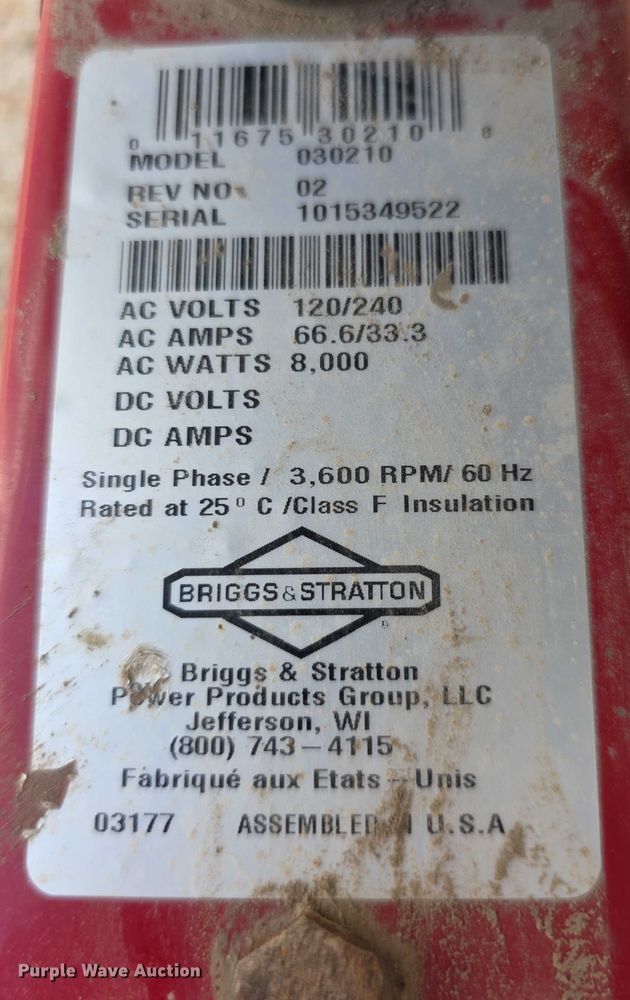 0 11675 30210 8
MODEL 030210
REV NO 02
SERIAL 1015349522
AC VOLTS 120/240
AC AMPS 66.6/33.3
AC WATTS 8,000
DC VOLTS
DC AMPS
Single Phase / 3,600 RPM/ 60 Hz
Rated at 25° C /Class F Insulation
BRIGGS&STRATTON
Briggs & Stratton
Power Products Group, LLC
Jefferson, WI
(800) 743-4115
Fabriqué aux Etats-Unis
03177 ASSEMBLED U.S.A
Purple Wave Auction